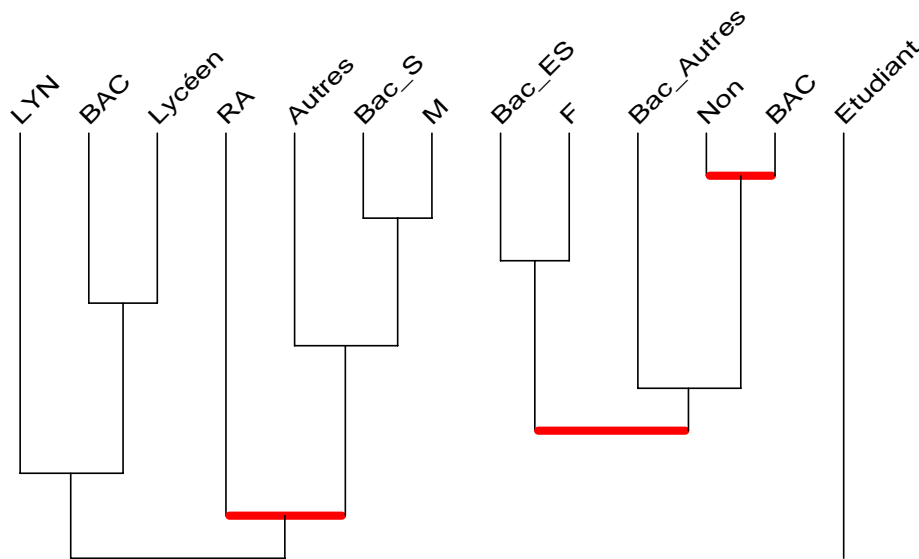 LYN
BAC
Lycéen
RA
Autres
Bac_S
M
Bac_ES
F
Bac_Autres
Non
BAC
Etudiant